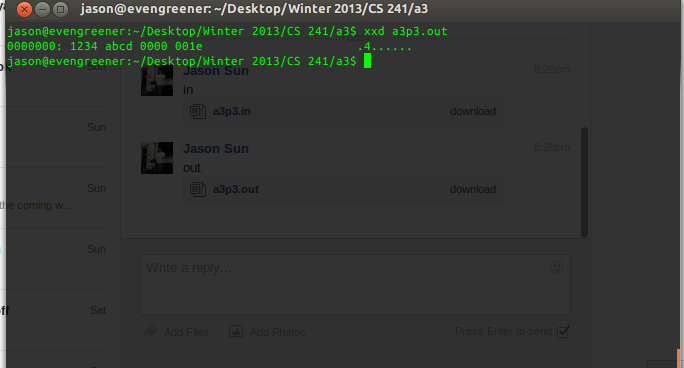 jason@evengreener: ~/Desktop/Winter 2013/CS 241/a3
jason@evengreener:~/Desktop/Winter 2013/CS 241/a3$ xxd a3p3.out
0000000: 1234 abcd 0000 001e .4......
jason@evengreener:~/Desktop/Winter 2013/CS 241/a3$
Sun
Jason Sun
8:26pm
in
a3p3.in
download
Sun
Jason Sun
8:26pm
out
Sun
a3p3.out
download
the coming w...
Sun
Write a reply...
off
Sat
Add Files
Add Photos
Press Enter to send